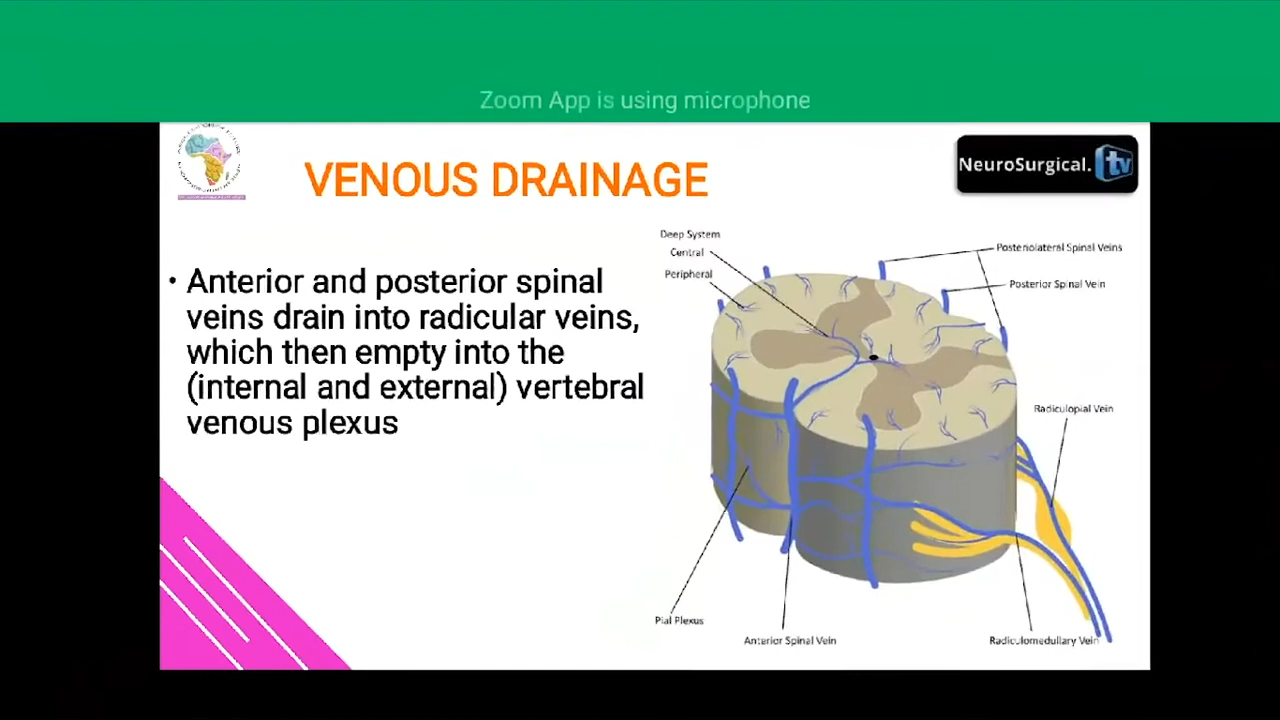 Zoom App is using microphone
NeuroSurgical.tv
VENOUS DRAINAGE
• Anterior and posterior spinal
veins drain into radicular veins,
which then empty into the
(internal and external) vertebral
venous plexus
Deep System
Central
Peripheral
Posteriolateral Spinal Veins
Posterior Spinal Vein
Radiculopial Vein
Pial Plexus
Anterior Spinal Vein
Radiculomedullary Vein